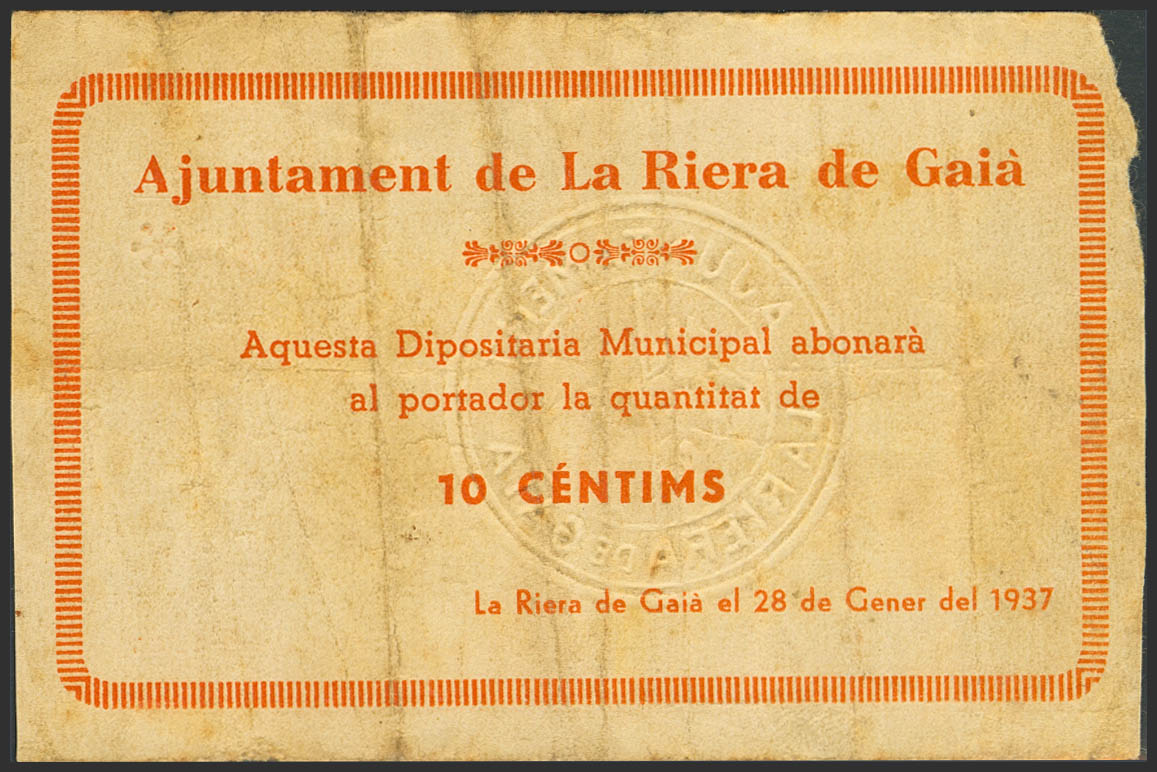 Ajuntament de La Riera de Gaià
Aquesta Dipositaria Municipal abonarà
al portador la quantitat de
10 CÉNTIMS
La Riera de Gaià el 28 de Gener del 1937